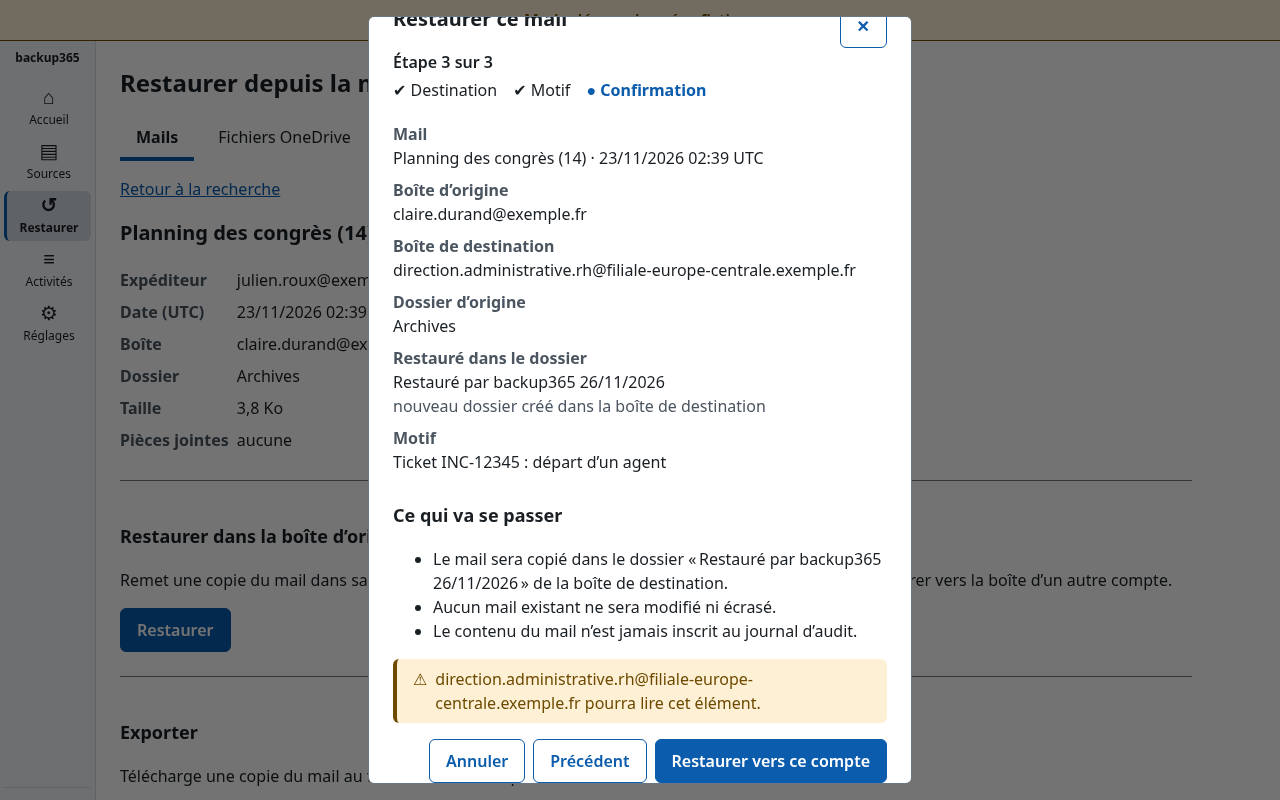 Restaurer ce mail
×
Étape 3 sur 3
✔ Destination ✔ Motif ● Confirmation
Mail
Planning des congrès (14) · 23/11/2026 02:39 UTC
Boîte d’origine
claire.durand@exemple.fr
Boîte de destination
direction.administrative.rh@filiale-europe-centrale.exemple.fr
Dossier d’origine
Archives
Restauré dans le dossier
Restauré par backup365 26/11/2026
nouveau dossier créé dans la boîte de destination
Motif
Ticket INC-12345 : départ d’un agent
Ce qui va se passer
Le mail sera copié dans le dossier « Restauré par backup365
26/11/2026 » de la boîte de destination.
Aucun mail existant ne sera modifié ni écrasé.
Le contenu du mail n’est jamais inscrit au journal d’audit.
⚠ direction.administrative.rh@filiale-europe-
centrale.exemple.fr pourra lire cet élément.
Annuler Précédent Restaurer vers ce compte
backup365
Accueil
Sources
Restaurer
Activités
Réglages
Restaurer depuis la
Mails Fichiers OneDrive
Retour à la recherche
Planning des congrès (14
Expéditeur julien.roux@exem
Date (UTC) 23/11/2026 02:39
Boîte claire.durand@ex
Dossier Archives
Taille 3,8 Ko
Pièces jointes aucune
Restaurer dans la boîte d’ori
Remet une copie du mail dans sa rer vers la boîte d’un autre compte.
Restaurer
Exporter
Télécharge une copie du mail au